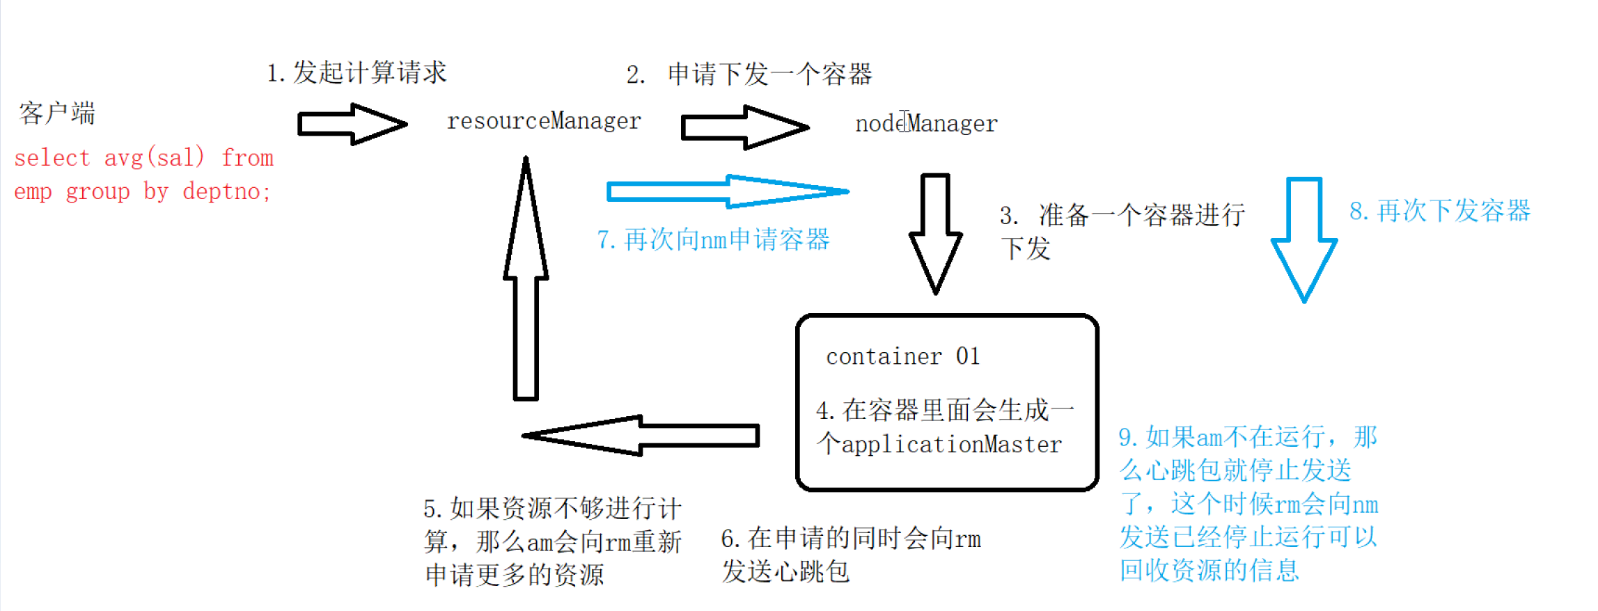 1.发起计算请求
2. 申请下发一个容器
客户端
resourceManager
nodeManager
select avg(sal) from
emp group by deptno;
7.再次向nm申请容器
3. 准备一个容器进行
下发
8.再次下发容器
container 01
4.在容器里面会生成一
个applicationMaster
5.如果资源不够进行计
算，那么am会向rm重新
申请更多的资源
6.在申请的同时会向rm
发送心跳包
9.如果am不在运行，那
么心跳包就停止发送
了，这个时候rm会向nm
发送已经停止运行可以
回收资源的信息